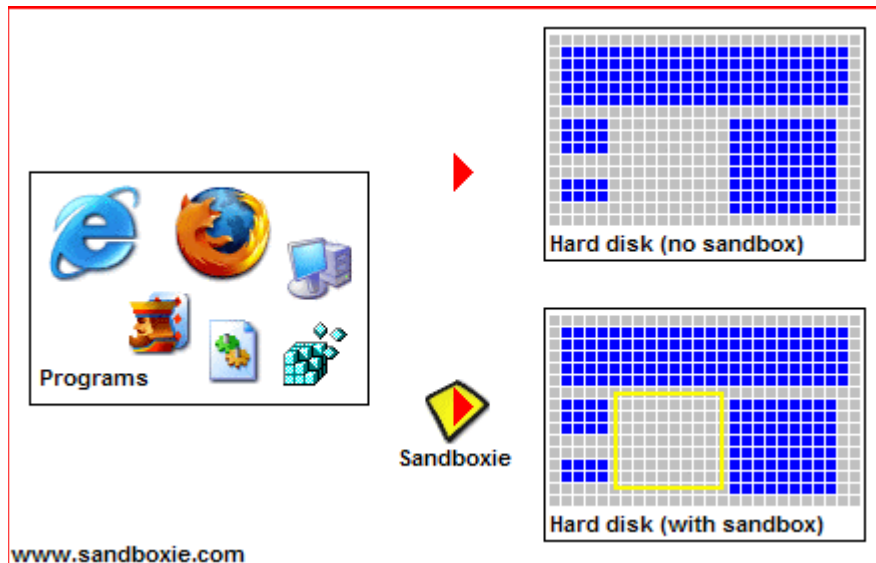 Hard disk (no sandbox)
Programs
Sandboxie
Hard disk (with sandbox)
www.sandboxie.com